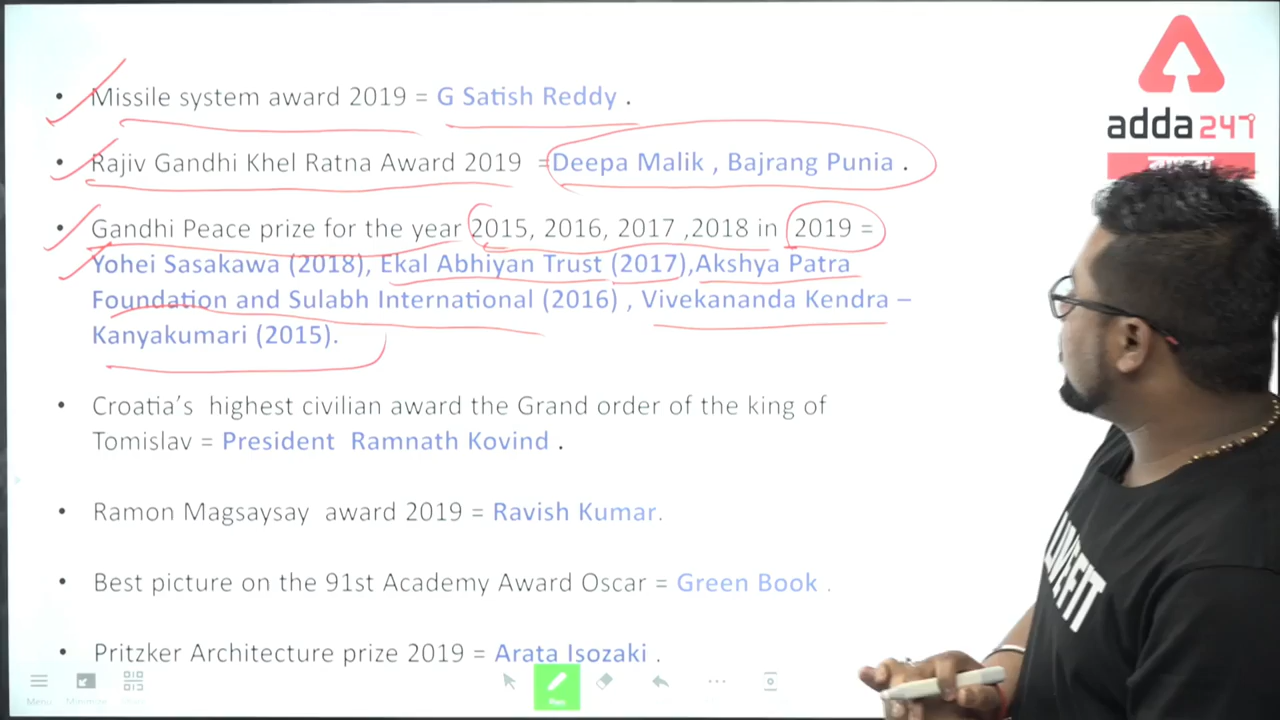 • Missile system award 2019 = G Satish Reddy .
• Rajiv Gandhi Khel Ratna Award 2019 =Deepa Malik , Bajrang Punia .
• Gandhi Peace prize for the year 2015, 2016, 2017 ,2018 in 2019 =
Yohei Sasakawa (2018), Ekal Abhiyan Trust (2017),Akshya Patra
Foundation and Sulabh International (2016) , Vivekananda Kendra –
Kanyakumari (2015).
• Croatia’s highest civilian award the Grand order of the king of
Tomislav = President Ramnath Kovind .
• Ramon Magsaysay award 2019 = Ravish Kumar.
• Best picture on the 91st Academy Award Oscar = Green Book .
• Pritzker Architecture prize 2019 = Arata Isozaki .
adda247
LIVEFIT
Menu
Minimize
Pen